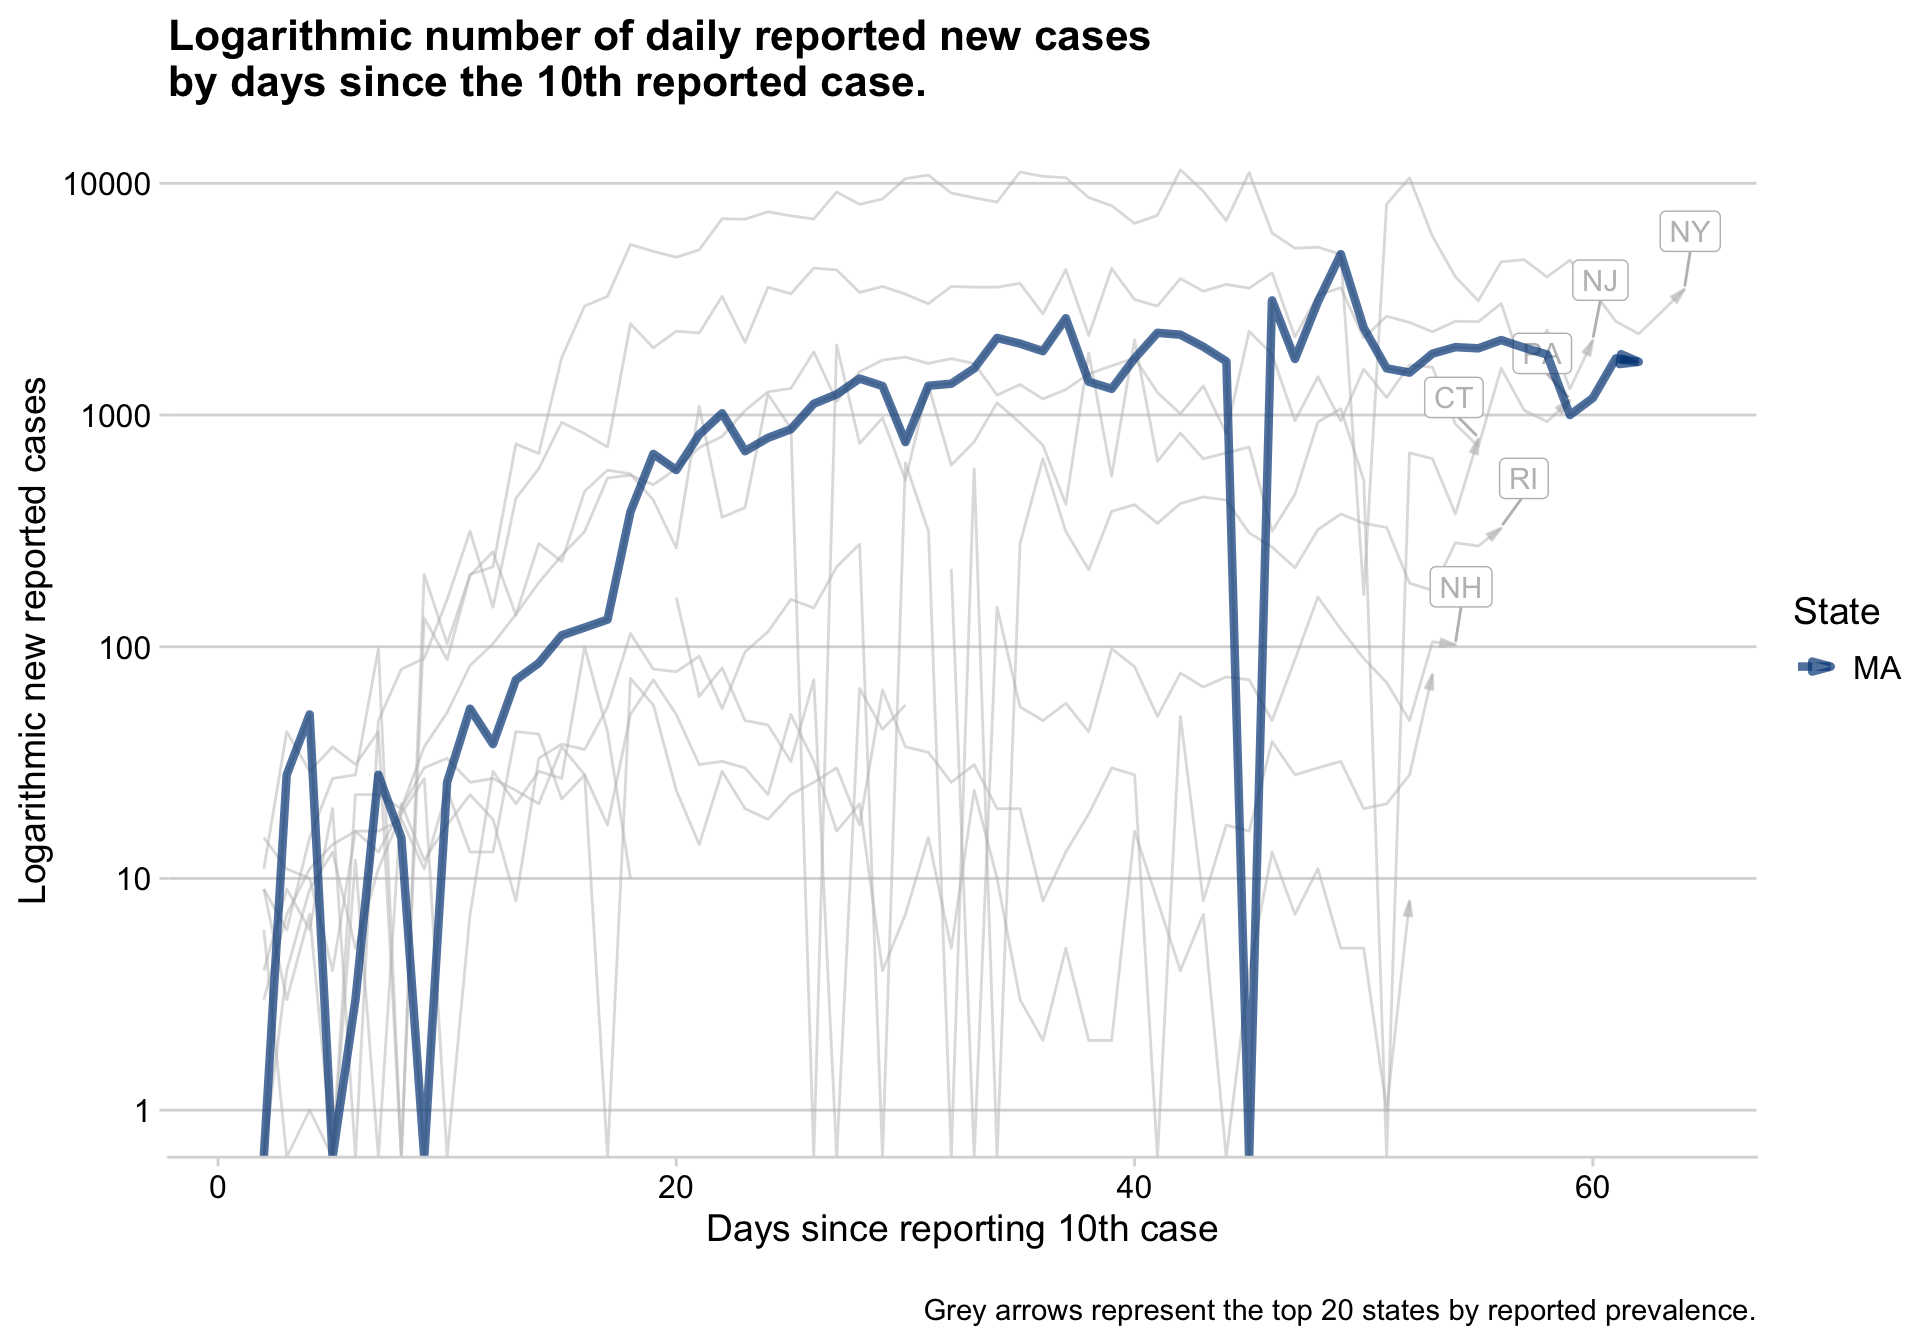 Logarithmic number of daily reported new cases
by days since the 10th reported case.
10000
1000
100
10
1
Logarithmic new reported cases
NY
NJ
PA
CT
RI
NH
State
MA
0
20
40
60
Days since reporting 10th case
Grey arrows represent the top 20 states by reported prevalence.